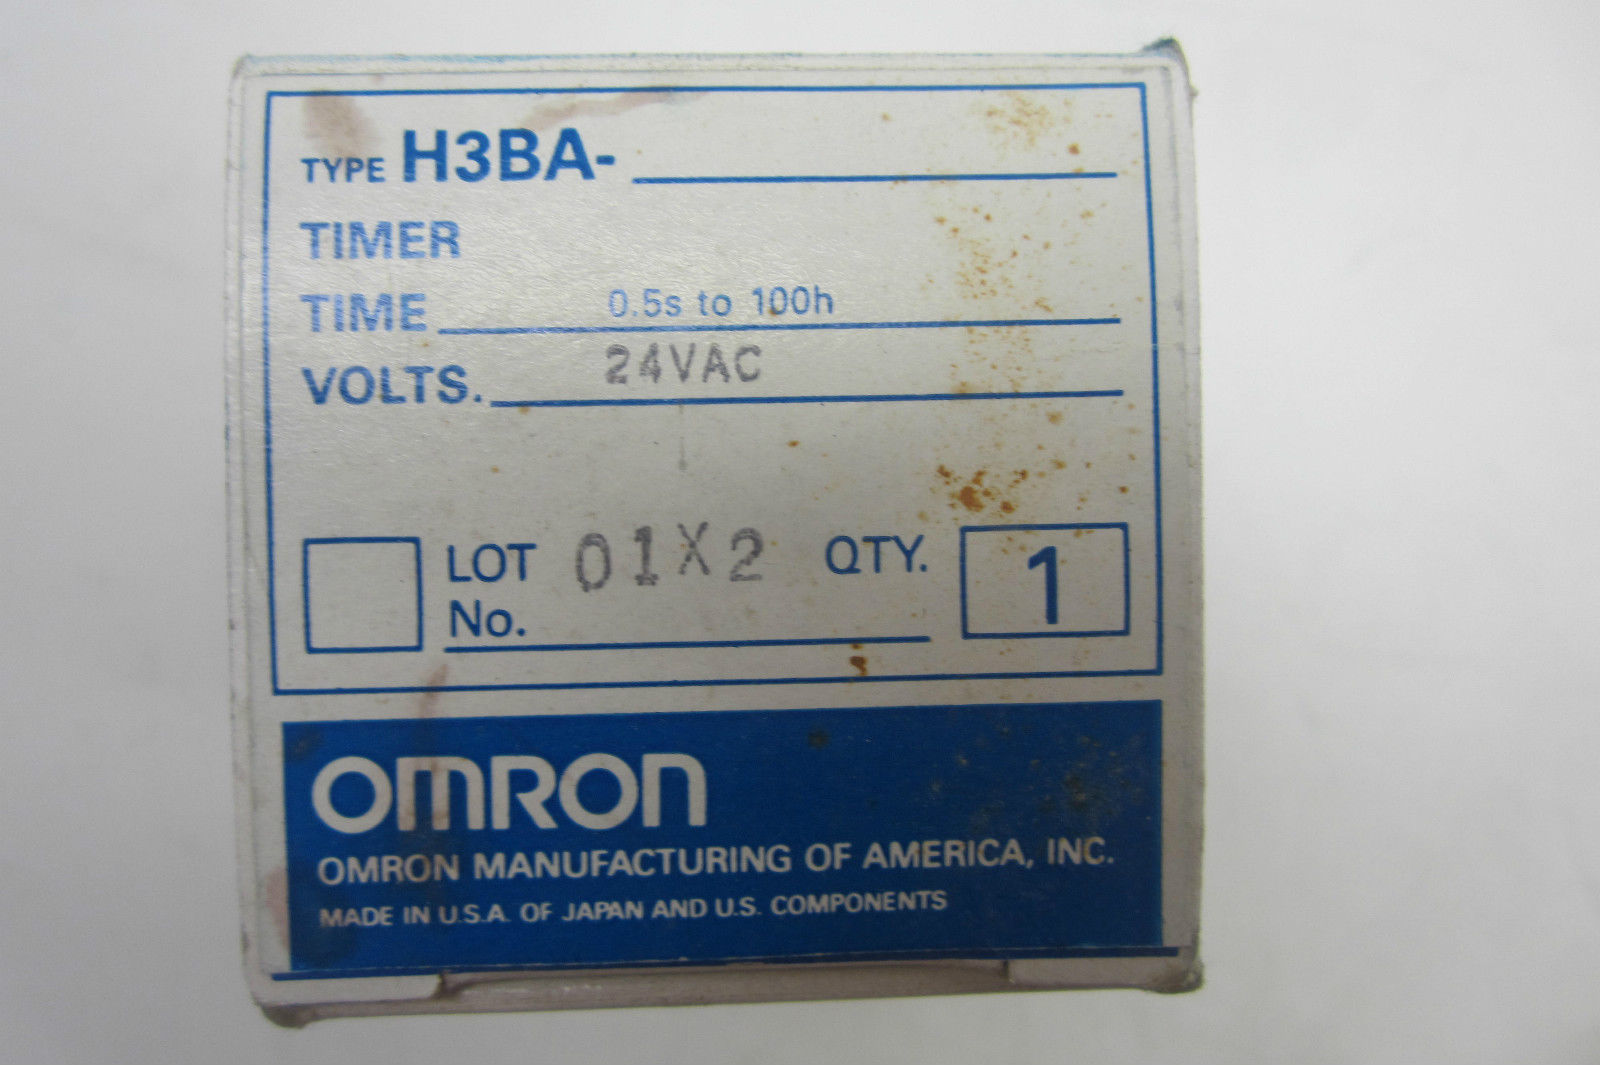 TYPE H3BA-
TIMER
TIME 0.5s to 100h
VOLTS. 24VAC
LOT No. 01X2 QTY. 1
OMRON
OMRON MANUFACTURING OF AMERICA, INC.
MADE IN U.S.A. OF JAPAN AND U.S. COMPONENTS